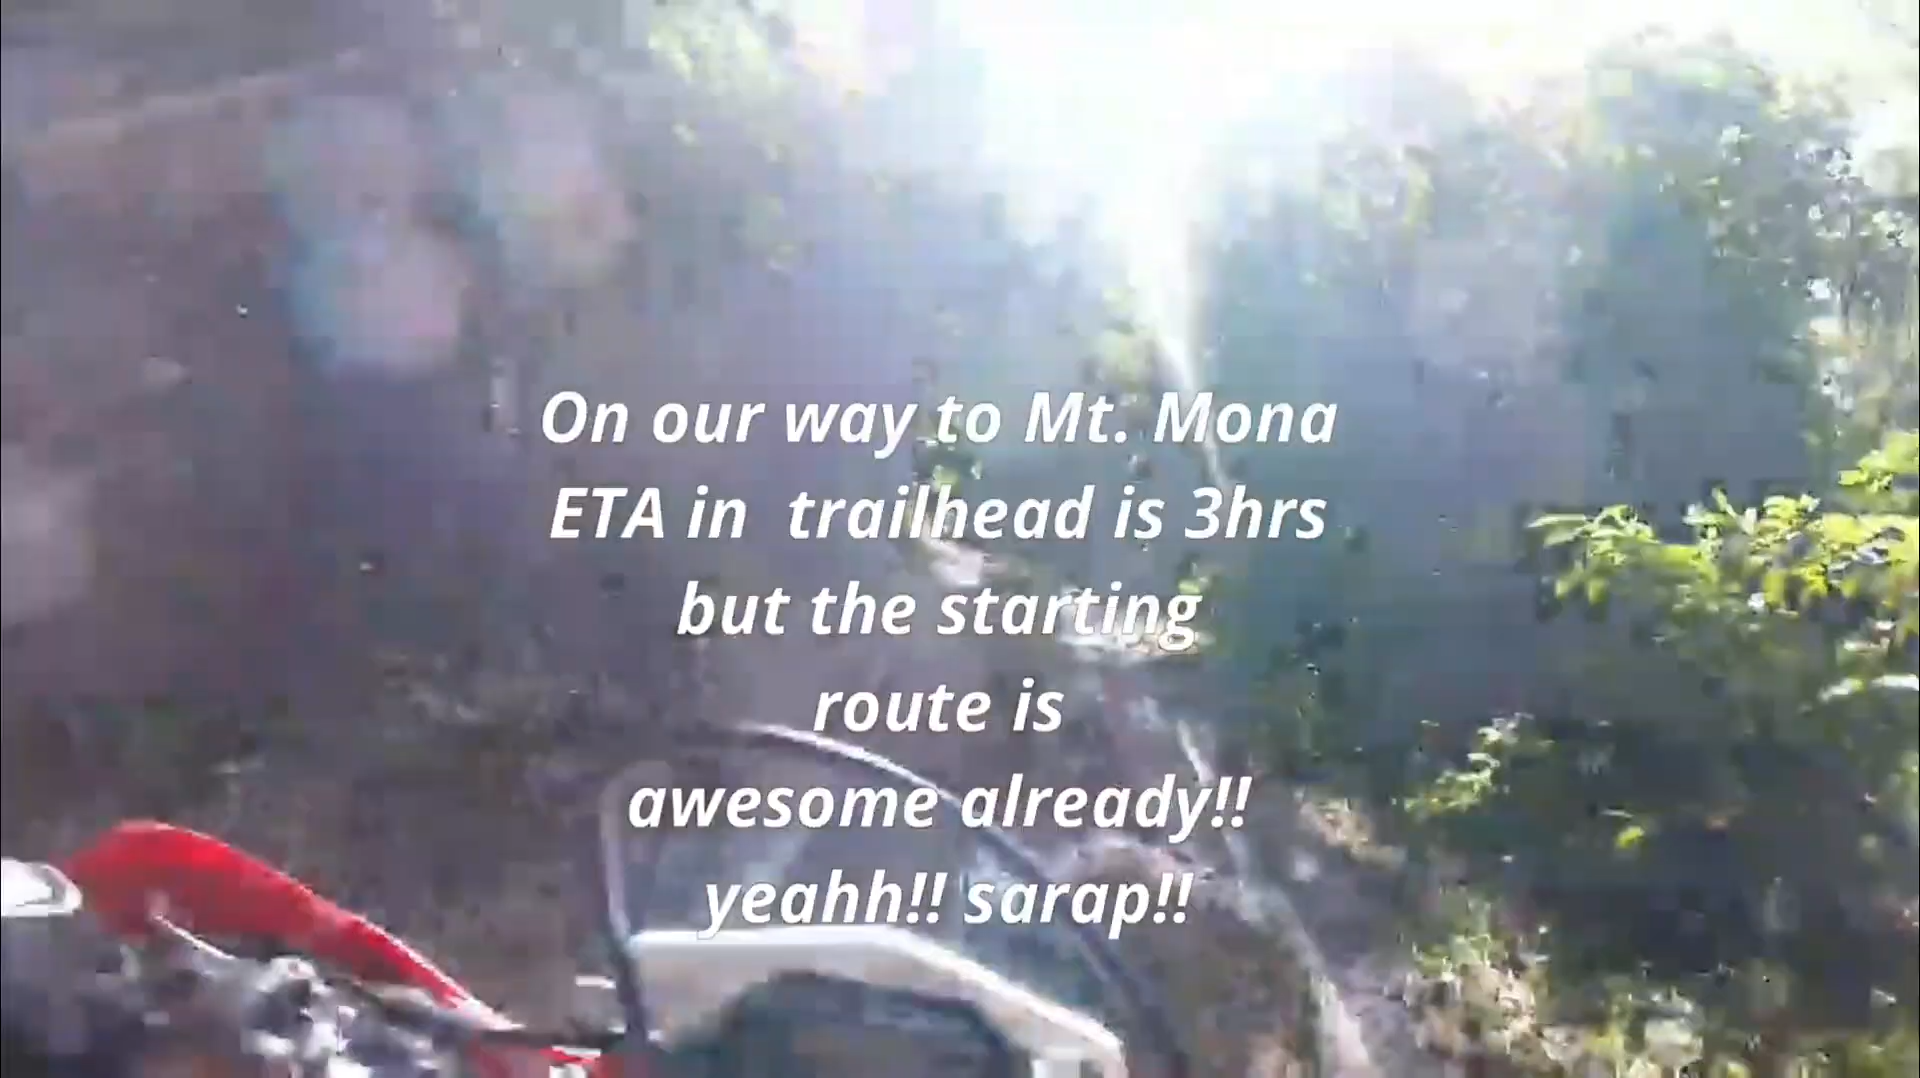 On our way to Mt. Mona
ETA in  trailhead is 3hrs
but the starting
route is
awesome already!!
yeahh!! sarap!!